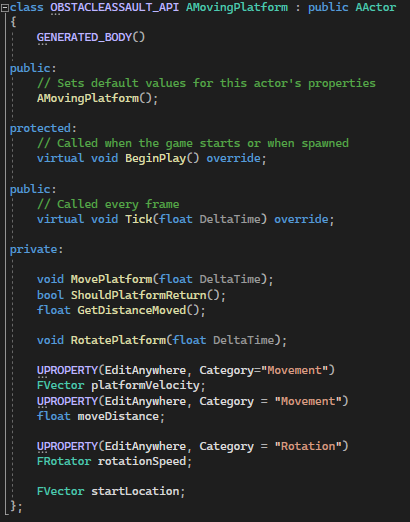 class OBSTACLEASSAULT_API AMovingPlatform : public AActor
{
GENERATED_BODY()
public:
// Sets default values for this actor's properties
AMovingPlatform();
protected:
// Called when the game starts or when spawned
virtual void BeginPlay() override;
public:
// Called every frame
virtual void Tick(float DeltaTime) override;
private:
void MovePlatform(float DeltaTime);
bool ShouldPlatformReturn();
float GetDistanceMoved();
void RotatePlatform(float DeltaTime);
UPROPERTY(EditAnywhere, Category="Movement")
FVector platformVelocity;
UPROPERTY(EditAnywhere, Category = "Movement")
float moveDistance;
UPROPERTY(EditAnywhere, Category = "Rotation")
FRotator rotationSpeed;
FVector startLocation;
};